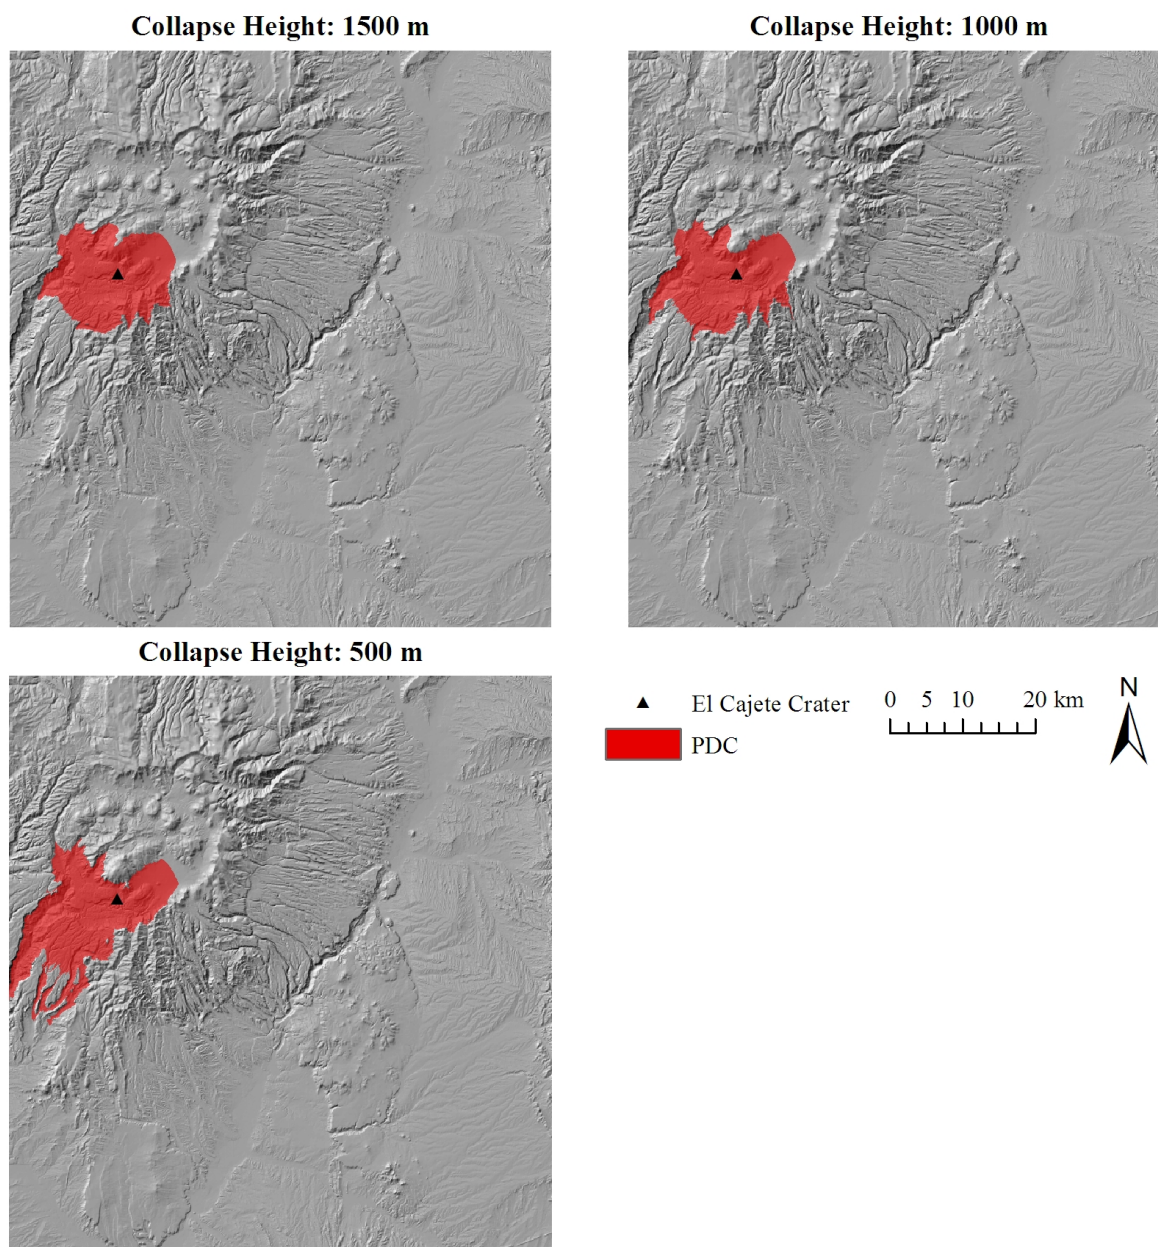 Collapse Height: 1500 m
Collapse Height: 1000 m
Collapse Height: 500 m
El Cajete Crater
PDC
0 5 10 20 km
N